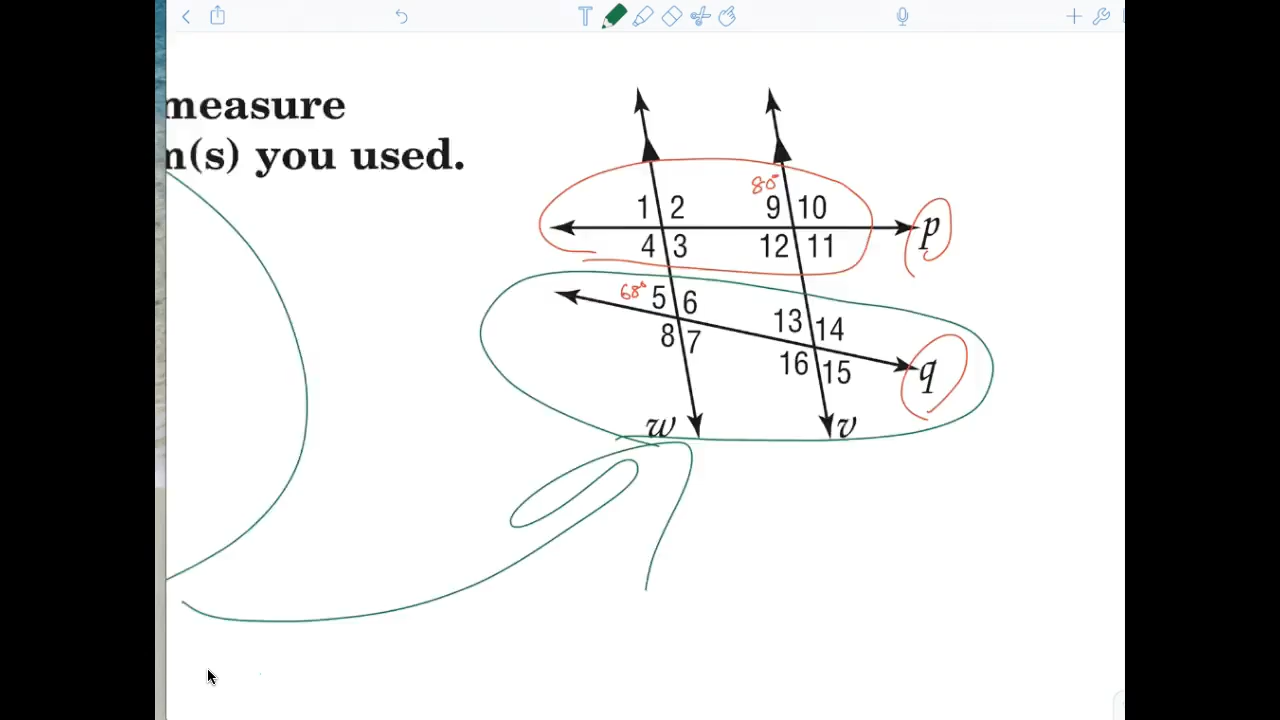 measure
n(s) you used.
80°
1 2 9 10
p
4 3 12 11
68° 5 6
13 14
8 7
16 15
q
w v